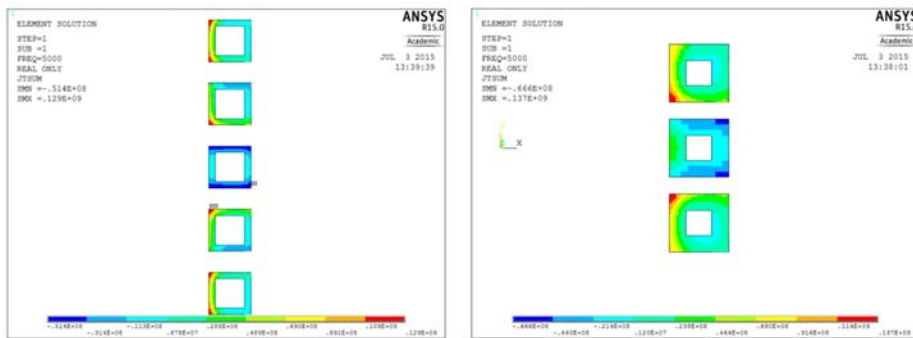 1
ELEMENT SOLUTION
STEP=1
SUB =1
FREQ=5000
REAL ONLY
JTSUM
SMN =-.514E+08
SMX =.129E+09
ANSYS
R15.0
Academic
JUL 3 2015
13:39:39
MX
-.514E+08
-.314E+08
-.113E+08
.878E+07
.288E+08
.489E+08
.690E+08
.891E+08
.109E+09
.129E+09
1
ELEMENT SOLUTION
STEP=1
SUB =1
FREQ=5000
REAL ONLY
JTSUM
SMN =-.666E+08
SMX =.137E+09
ANSYS
R15.0
Academic
JUL 3 2015
13:38:01
X
-.666E+08
-.440E+08
-.214E+08
.120E+07
.238E+08
.464E+08
.690E+08
.916E+08
.114E+09
.137E+09